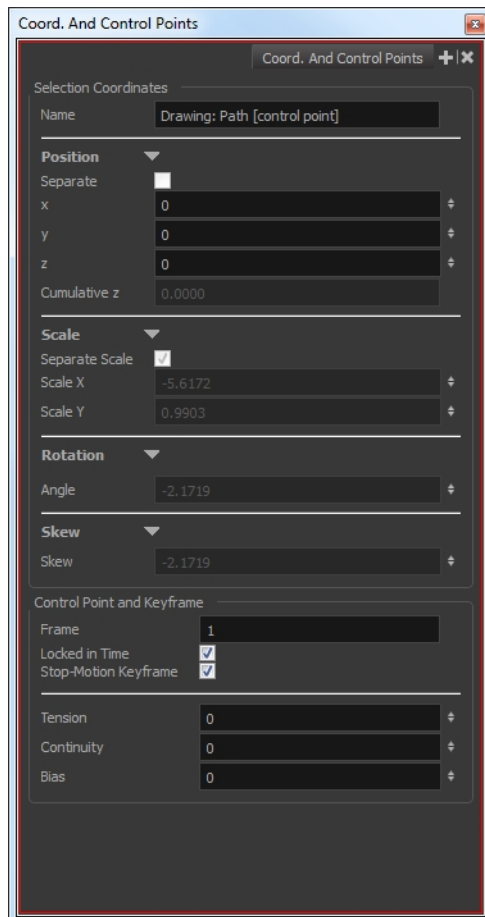 Coord. And Control Points
Coord. And Control Points
Selection Coordinates
Name Drawing: Path [control point]
Position
Separate
x 0
y 0
z 0
Cumulative z 0.0000
Scale
Separate Scale
Scale X -5.6172
Scale Y 0.9903
Rotation
Angle -2.1719
Skew
Skew -2.1719
Control Point and Keyframe
Frame 1
Locked in Time
Stop-Motion Keyframe
Tension 0
Continuity 0
Bias 0